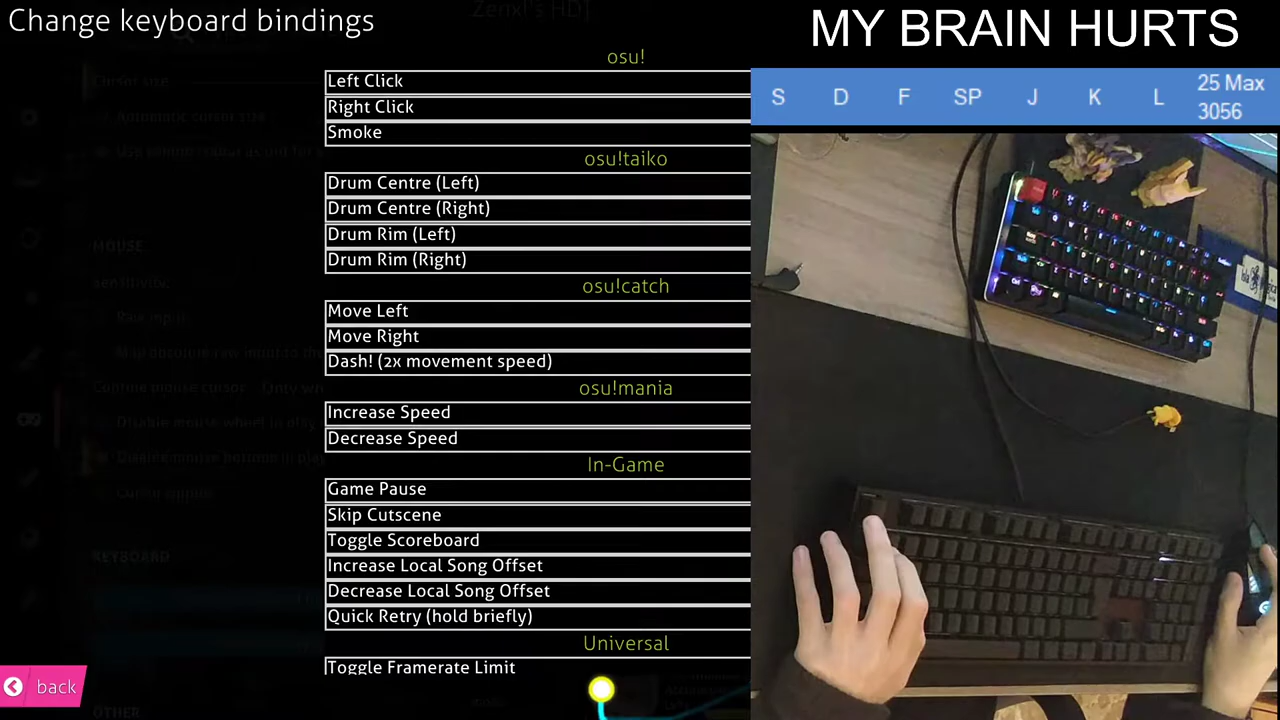 Change keyboard bindings
osu!
Left Click
Right Click
Smoke
osu!taiko
Drum Centre (Left)
Drum Centre (Right)
Drum Rim (Left)
Drum Rim (Right)
osu!catch
Move Left
Move Right
Dash! (2x movement speed)
osu!mania
Increase Speed
Decrease Speed
In-Game
Game Pause
Skip Cutscene
Toggle Scoreboard
Increase Local Song Offset
Decrease Local Song Offset
Quick Retry (hold briefly)
Universal
Toggle Framerate Limit
back
MOUSE
KEYBOARD
OTHER
MY BRAIN HURTS
S D F SP J K L 25 Max
3056